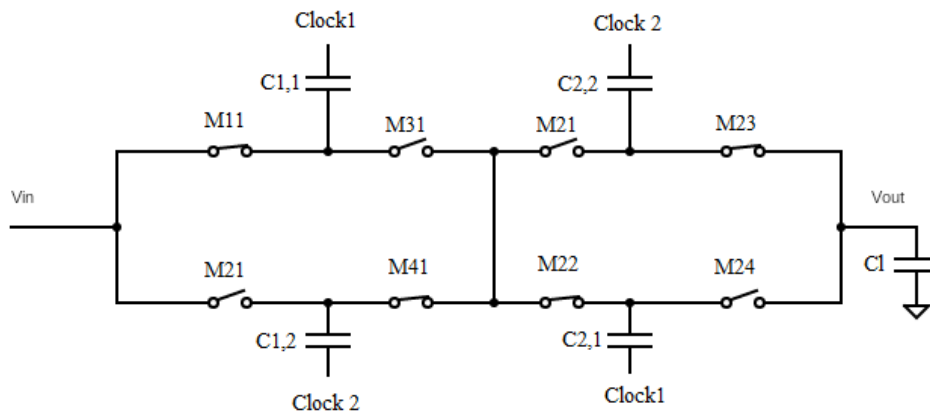 Clock1
Clock 2
C1,1
C2,2
M11
M31
M21
M23
Vin
Vout
M21
M41
M22
M24
Cl
C1,2
C2,1
Clock 2
Clock1